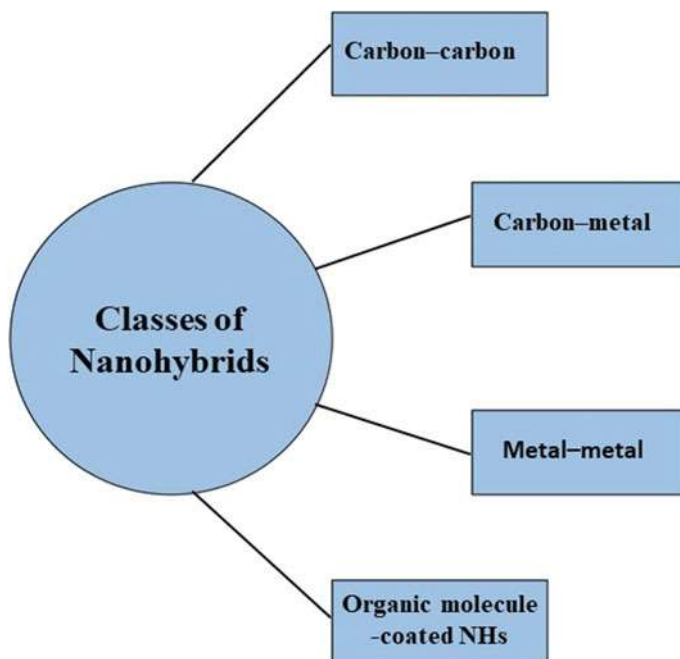 Carbon–carbon
Carbon–metal
Classes of
Nanohybrids
Metal–metal
Organic molecule
-coated NHs